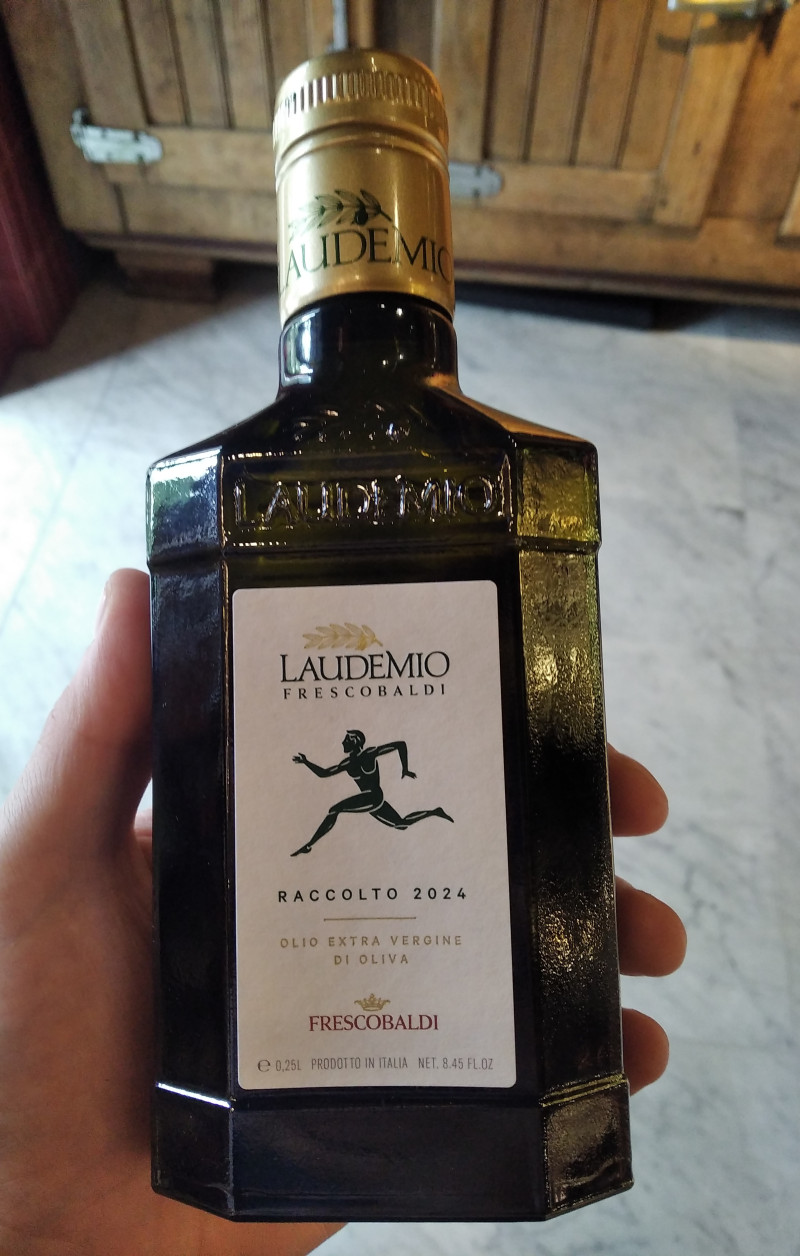 LAUDEMIO
LAUDEMIO
LAUDEMIO
FRESCOBALDI
RACCOLTO 2024
OLIO EXTRA VERGINE
DI OLIVA
FRESCOBALDI
℮ 0,25L PRODOTTO IN ITALIA NET. 8.45 FL.OZ